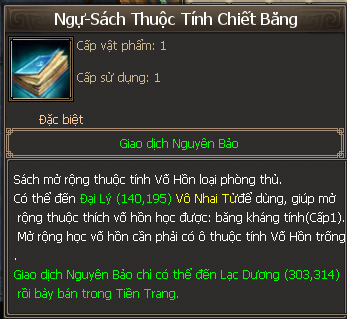 Ngự-Sách Thuộc Tính Chiết Băng
Cấp vật phẩm: 1
Cấp sử dụng: 1
Đặc biệt
Giao dịch Nguyên Bảo
Sách mở rộng thuộc tính Võ Hồn loại phòng thủ.
Có thể đến Đại Lý (140,195) Vô Nhai Tử để dùng, giúp mở
rộng thuộc thích võ hồn học được: băng kháng tính(Cấp1).
Mở rộng học võ hồn cần phải có ô thuộc tính Võ Hồn trống
.
Giao dịch Nguyên Bảo chỉ có thể đến Lạc Dương (303,314)
rồi bày bán trong Tiền Trang.